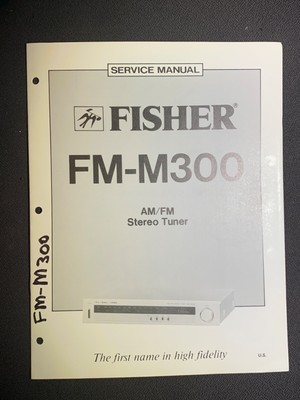 SERVICE MANUAL
FISHER®
FM-M300
AM/FM
Stereo Tuner
FM-M300
The first name in high fidelity
U.S.